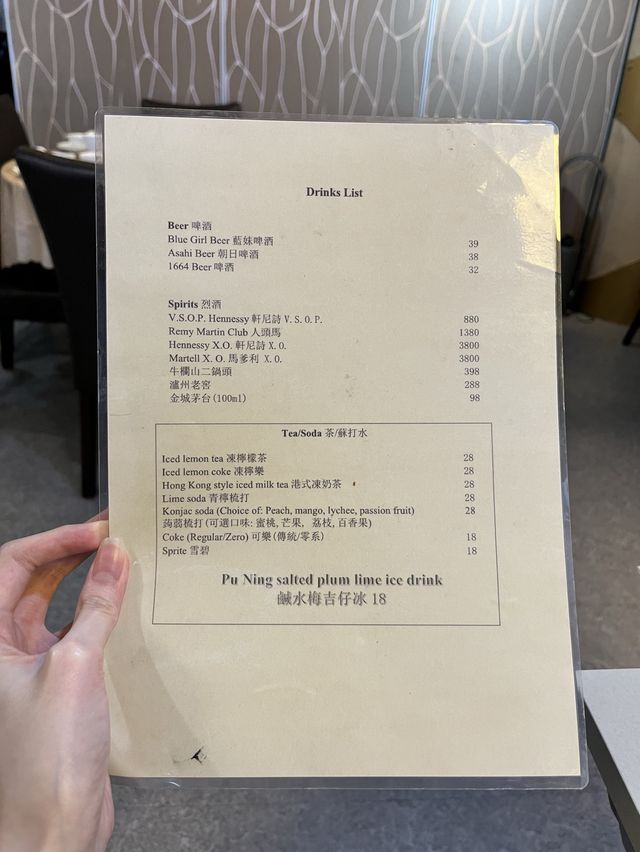 Drinks List
Beer 啤酒
Blue Girl Beer 藍妹啤酒 39
Asahi Beer 朝日啤酒 38
1664 Beer 啤酒 32
Spirits 烈酒
V.S.O.P. Hennessy 軒尼詩 V.S.O.P. 880
Remy Martin Club 人頭馬 1380
Hennessy X.O. 軒尼詩 X.O. 3800
Martell X.O. 馬爹利 X.O. 3800
牛欄山二鍋頭 398
瀘州老窖 288
金城茅台(100ml) 98
Tea/Soda 茶/蘇打水
Iced lemon tea 凍檸檬茶 28
Iced lemon coke 凍檸樂 28
Hong Kong style iced milk tea 港式凍奶茶 28
Lime soda 青檸梳打 28
Konjac soda (Choice of: Peach, mango, lychee, passion fruit) 28
蒟蒻梳打(可選口味: 蜜桃, 芒果, 荔枝, 百香果)
Coke (Regular/Zero) 可樂(傳統/零系) 18
Sprite 雪碧 18
Pu Ning salted plum lime ice drink
鹹水梅吉仔冰 18